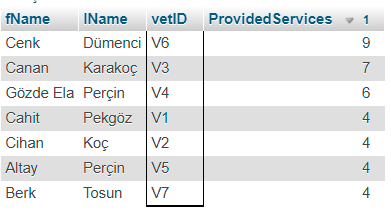 fName lName vetID ProvidedServices 1
Cenk Dümenci V6 9
Canan Karakoç V3 7
Gözde Ela Perçin V4 6
Cahit Pekgöz V1 4
Cihan Koç V2 4
Altay Perçin V5 4
Berk Tosun V7 4